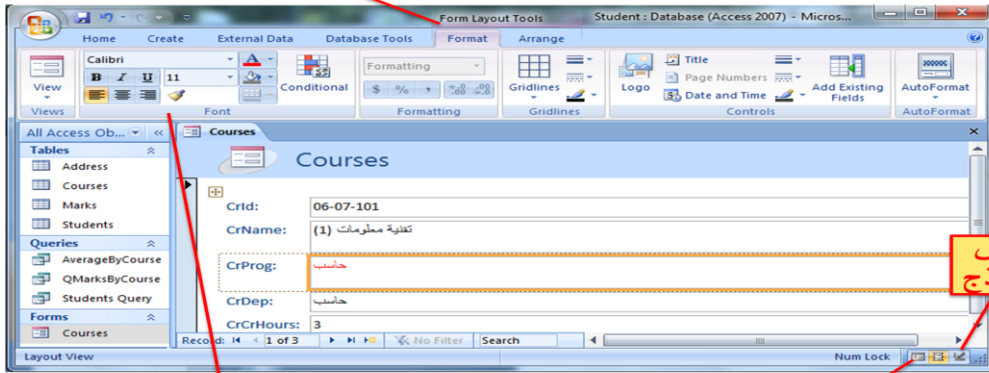 Form Layout Tools
Student : Database (Access 2007) - Micros...
Home Create External Data Database Tools Format Arrange
View
Views
Calibri
B I U 11
Font
Conditional
Formatting
$ % ,
Formatting
Gridlines
Gridlines
Logo
Title
Page Numbers
Date and Time
Add Existing Fields
Controls
AutoFormat
AutoFormat
All Access Ob...
Tables
Address
Courses
Marks
Students
Queries
AverageByCourse
QMarksByCourse
Students Query
Forms
Courses
Courses
Courses
CrId: 06-07-101
CrName: تقنية معلومات (1)
CrProg: حاسب
CrDep: حاسب
CrCrHours: 3
Record: 1 of 3 No Filter Search
Layout View
Num Lock